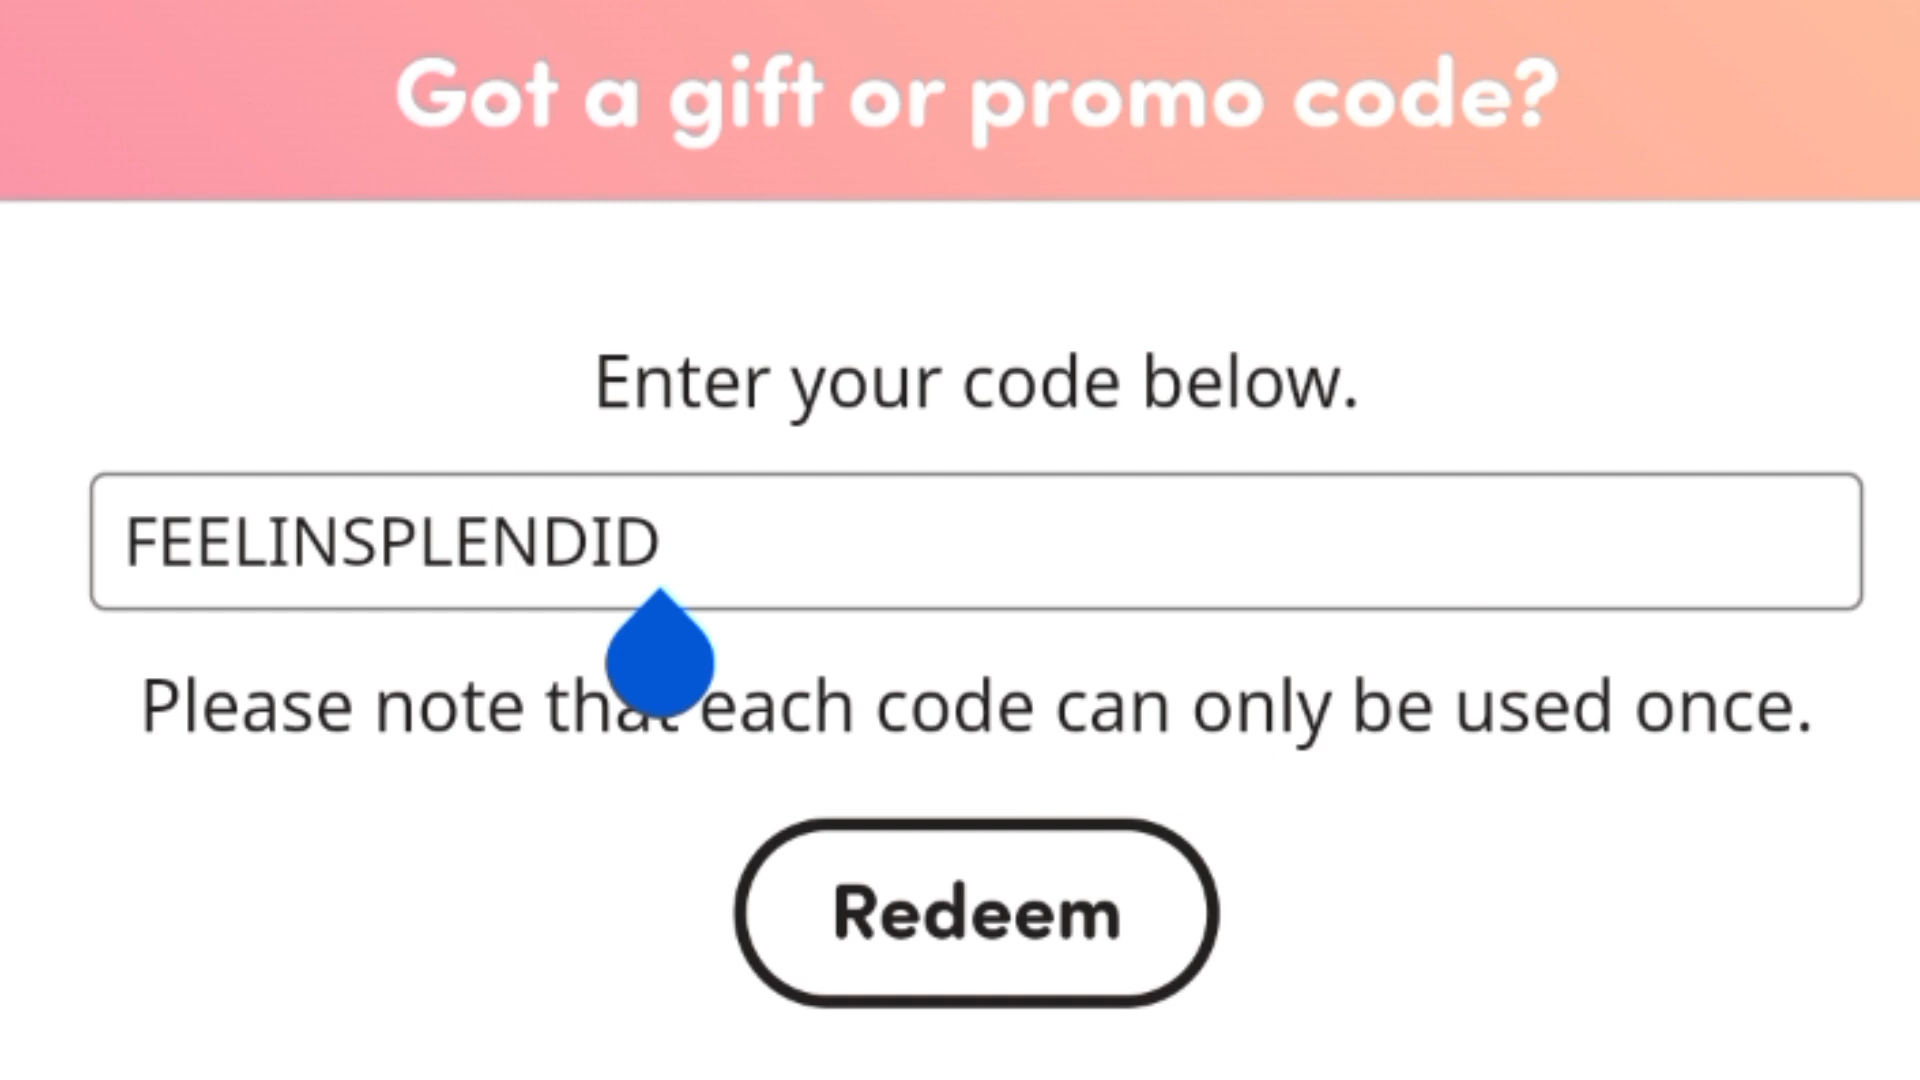 Got a gift or promo code?
Enter your code below.
FEELINSPLENDID
Please note that each code can only be used once.
Redeem